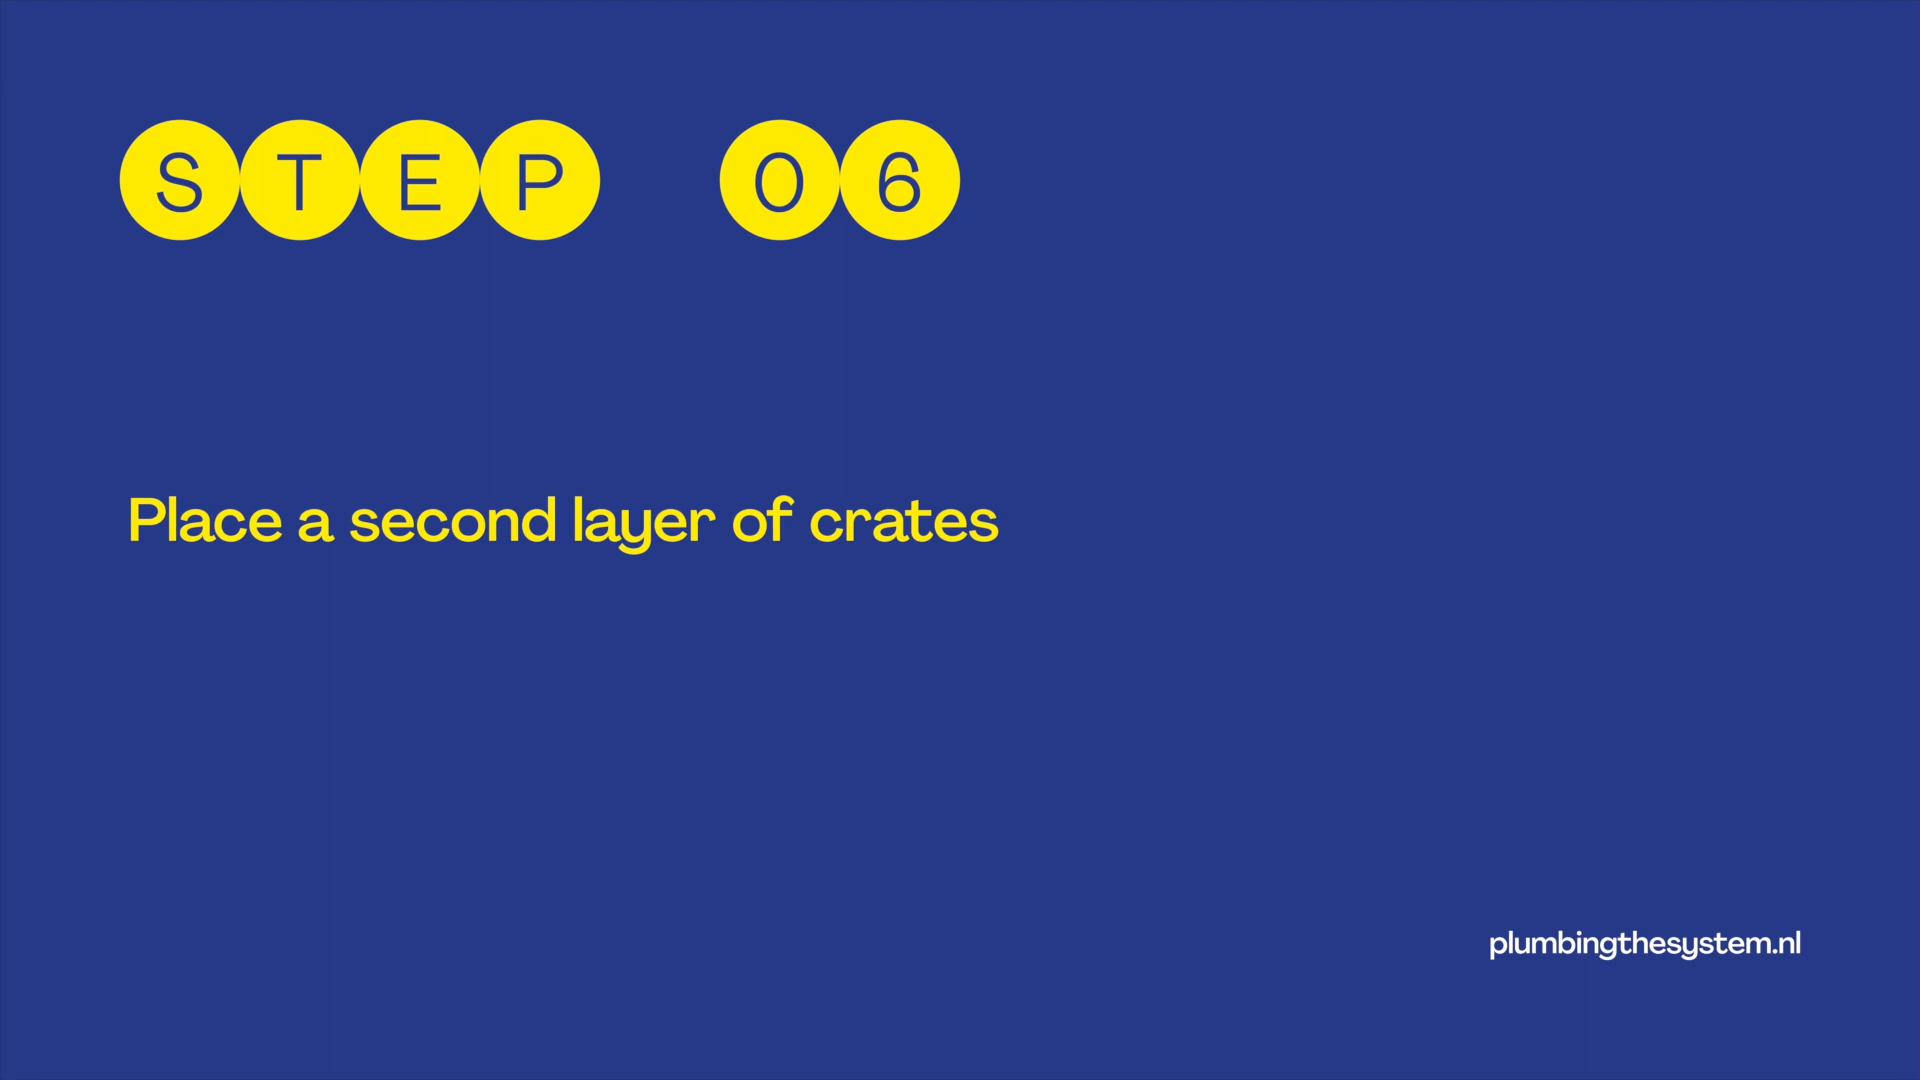 STEP 06
Place a second layer of crates
plumbingthesystem.nl